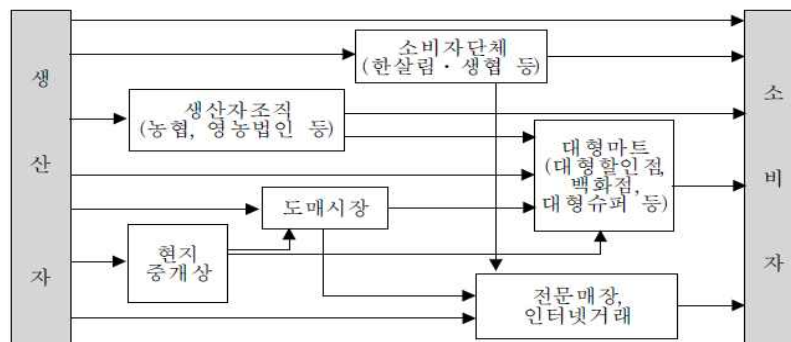 생산자
소비자단체
(한살림·생협 등)
생산자조직
(농협, 영농법인 등)
대형마트
(대형할인점,
백화점,
대형슈퍼 등)
도매시장
현지
중개상
전문매장,
인터넷거래
소비자